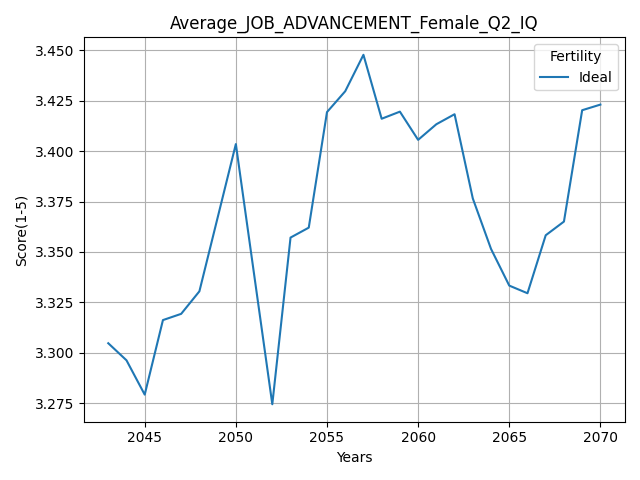 Average_JOB_ADVANCEMENT_Female_Q2_IQ
Fertility
Ideal
Score(1-5)
3.450
3.425
3.400
3.375
3.350
3.325
3.300
3.275
2045 2050 2055 2060 2065 2070
Years